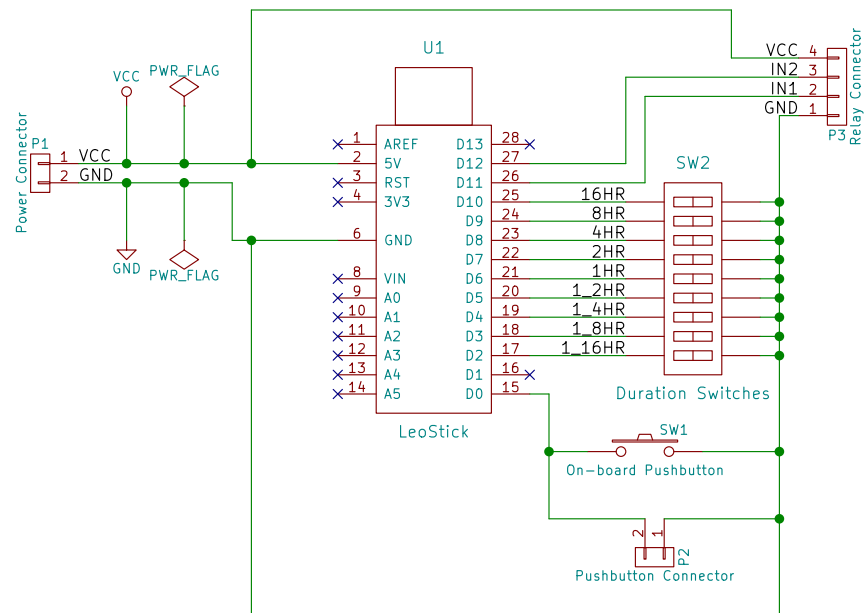 U1
VCC
PWR_FLAG
Power Connector
P1
1 VCC
2 GND
GND
PWR_FLAG
1 AREF
2 5V
3 RST
4 3V3
6 GND
8 VIN
9 A0
10 A1
11 A2
12 A3
13 A4
14 A5
D13 28
D12 27
D11 26
D10 25
D9 24
D8 23
D7 22
D6 21
D5 20
D4 19
D3 18
D2 17
D1 16
D0 15
LeoStick
16HR
8HR
4HR
2HR
1HR
1_2HR
1_4HR
1_8HR
1_16HR
SW2
Duration Switches
VCC 4
IN2 3
IN1 2
GND 1
P3
Relay Connector
SW1
On-board Pushbutton
2
1
P2
Pushbutton Connector